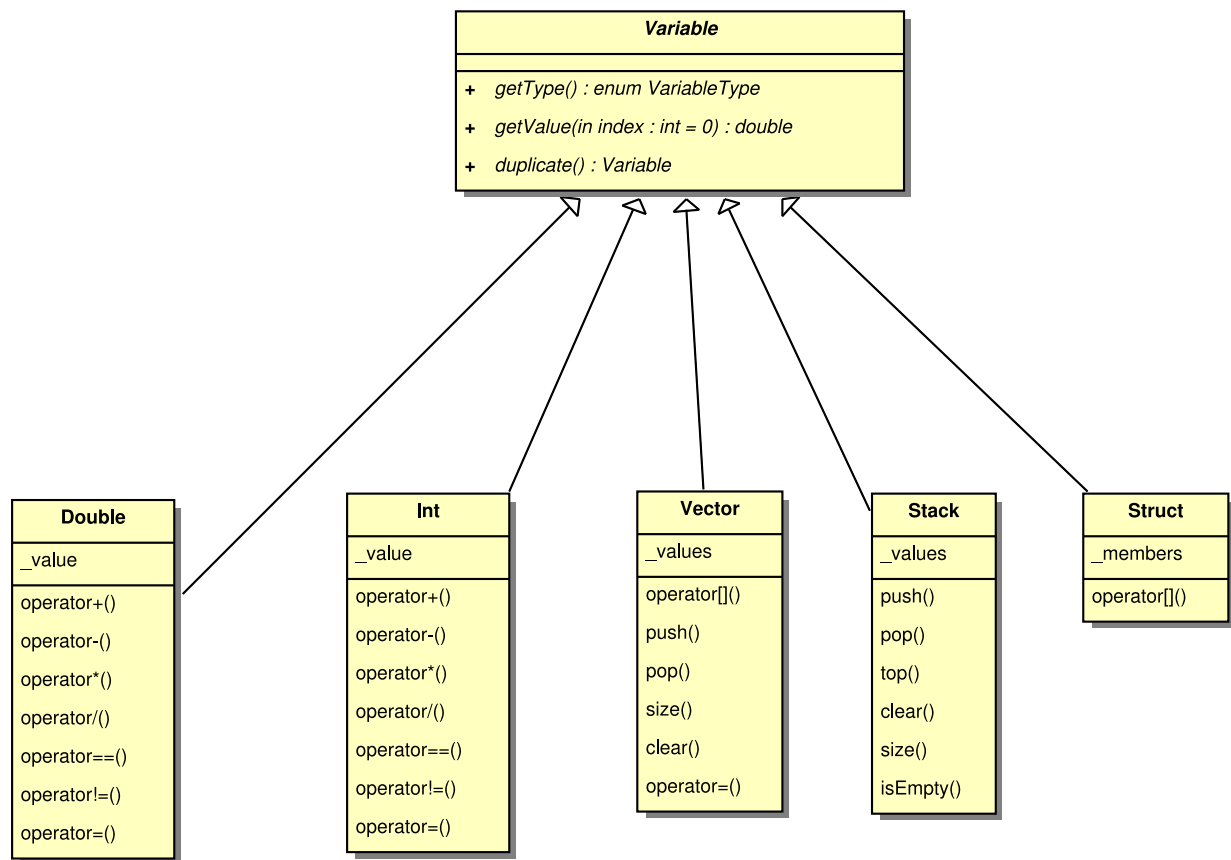 Variable
+ getType() : enum VariableType
+ getValue(in index : int = 0) : double
+ duplicate() : Variable
Double
_value
operator+()
operator-()
operator*()
operator/()
operator==()
operator!=()
operator=()
Int
_value
operator+()
operator-()
operator*()
operator/()
operator==()
operator!=()
operator=()
Vector
_values
operator[]()
push()
pop()
size()
clear()
operator=()
Stack
_values
push()
pop()
top()
clear()
size()
isEmpty()
Struct
_members
operator[]()